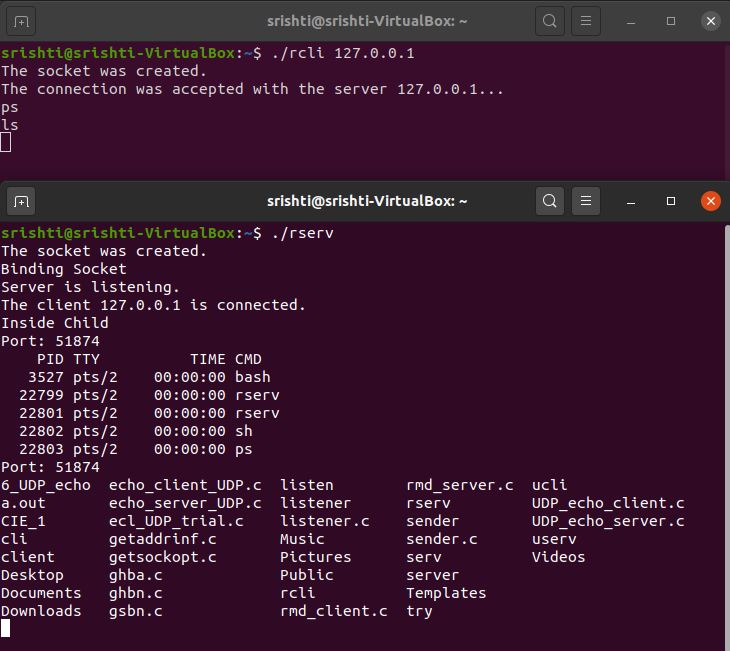 srishti@srishti-VirtualBox: ~
srishti@srishti-VirtualBox:~$ ./rcli 127.0.0.1
The socket was created.
The connection was accepted with the server 127.0.0.1...
ps
ls
srishti@srishti-VirtualBox: ~
srishti@srishti-VirtualBox:~$ ./rserv
The socket was created.
Binding Socket
Server is listening.
The client 127.0.0.1 is connected.
Inside Child
Port: 51874
    PID TTY          TIME CMD
   3527 pts/2    00:00:00 bash
  22799 pts/2    00:00:00 rserv
  22801 pts/2    00:00:00 rserv
  22802 pts/2    00:00:00 sh
  22803 pts/2    00:00:00 ps
Port: 51874
6_UDP_echo  echo_client_UDP.c  listen        rmd_server.c  ucli
a.out       echo_server_UDP.c  listener      rserv         UDP_echo_client.c
CIE_1       ecl_UDP_trial.c    listener.c    sender        UDP_echo_server.c
cli         getaddrinf.c       Music         sender.c      userv
client      getsockopt.c       Pictures      serv          Videos
Desktop     ghba.c             Public        server
Documents   ghbn.c             rcli          Templates
Downloads   gsbn.c             rmd_client.c  try